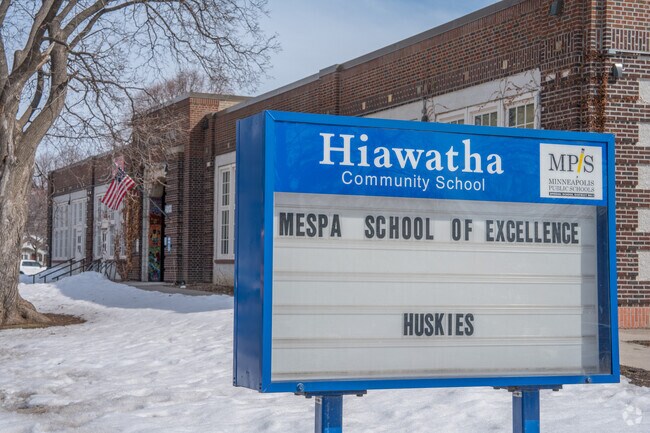 Hiawatha
Community School
MPS
MINNEAPOLIS
PUBLIC SCHOOLS
MESPA SCHOOL OF EXCELLENCE
HUSKIES